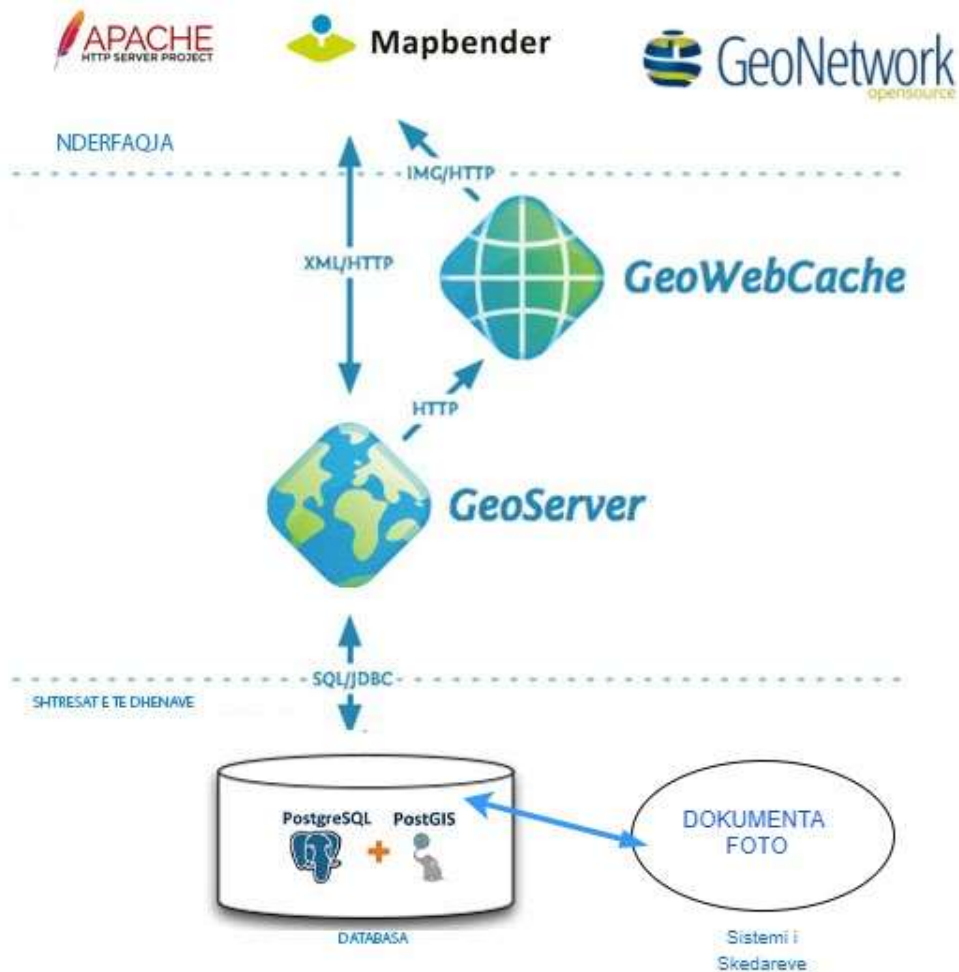 APACHE
HTTP SERVER PROJECT
Mapbender
GeoNetwork
opensource
NDERFAQJA
IMG/HTTP
XML/HTTP
GeoWebCache
HTTP
GeoServer
SQL/JDBC
SHTRESAT E TE DHENAVE
PostgreSQL PostGIS
+
DOKUMENTA
FOTO
DATABASA
Sistemi i
Skedareve